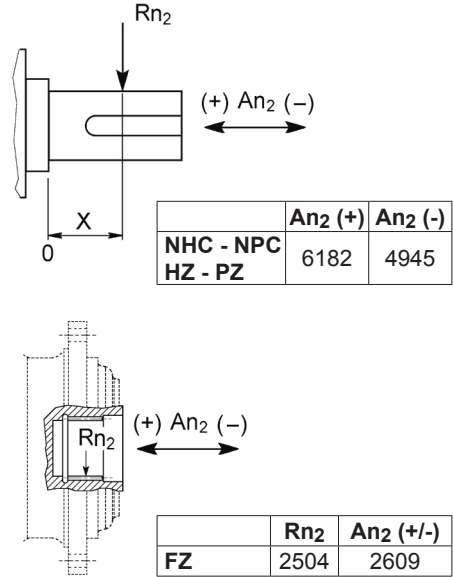 Rn2
(+) An2 (−)
X
0
An2 (+) An2 (-)
NHC - NPC
HZ - PZ
6182 4945
Rn2
(+) An2 (−)
Rn2 An2 (+/-)
FZ 2504 2609